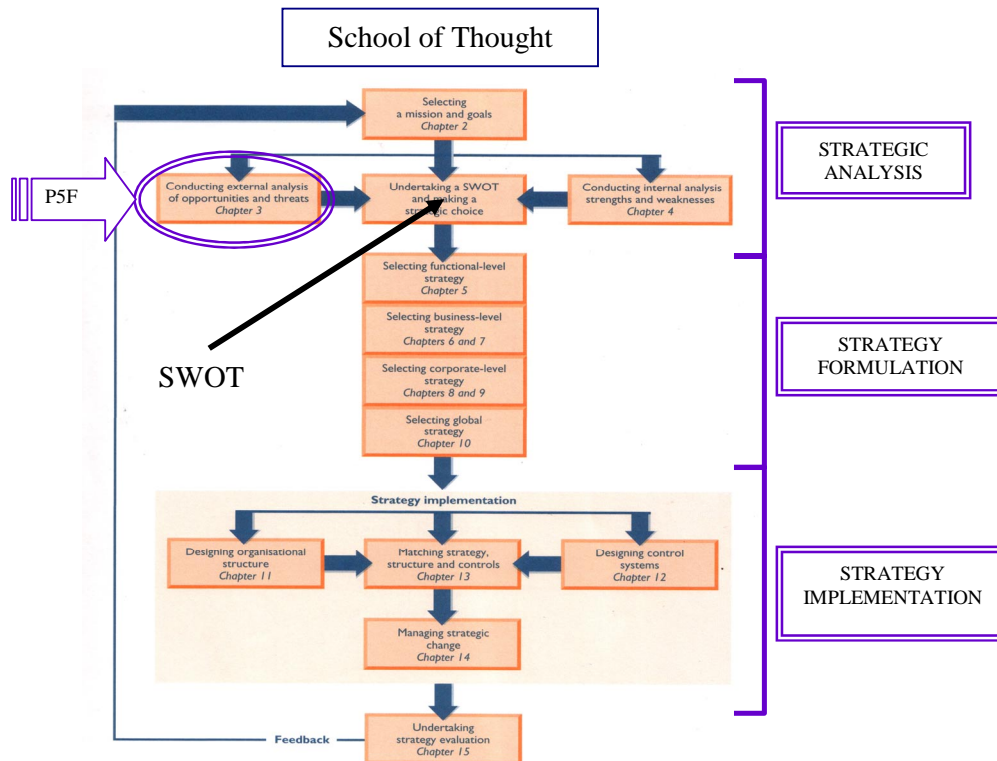 School of Thought
Selecting
a mission and goals
Chapter 2
STRATEGIC
ANALYSIS
P5F
Conducting external analysis
of opportunities and threats
Chapter 3
Undertaking a SWOT
and making a
strategic choice
Conducting internal analysis
strengths and weaknesses
Chapter 4
Selecting functional-level
strategy
Chapter 5
Selecting business-level
strategy
Chapters 6 and 7
STRATEGY
FORMULATION
SWOT
Selecting corporate-level
strategy
Chapters 8 and 9
Selecting global
strategy
Chapter 10
Strategy implementation
Designing organisational
structure
Chapter 11
Matching strategy,
structure and controls
Chapter 13
Designing control
systems
Chapter 12
STRATEGY
IMPLEMENTATION
Managing strategic
change
Chapter 14
Feedback
Undertaking
strategy evaluation
Chapter 15